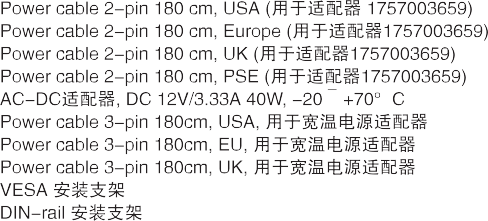 Power cable 2-pin 180 cm, USA (用于适配器 1757003659)
Power cable 2-pin 180 cm, Europe (用于适配器1757003659)
Power cable 2-pin 180 cm, UK (用于适配器1757003659)
Power cable 2-pin 180 cm, PSE (用于适配器1757003659)
AC-DC适配器, DC 12V/3.33A 40W, -20 ¯ +70° C
Power cable 3-pin 180cm, USA, 用于宽温电源适配器
Power cable 3-pin 180cm, EU, 用于宽温电源适配器
Power cable 3-pin 180cm, UK, 用于宽温电源适配器
VESA 安装支架
DIN-rail 安装支架